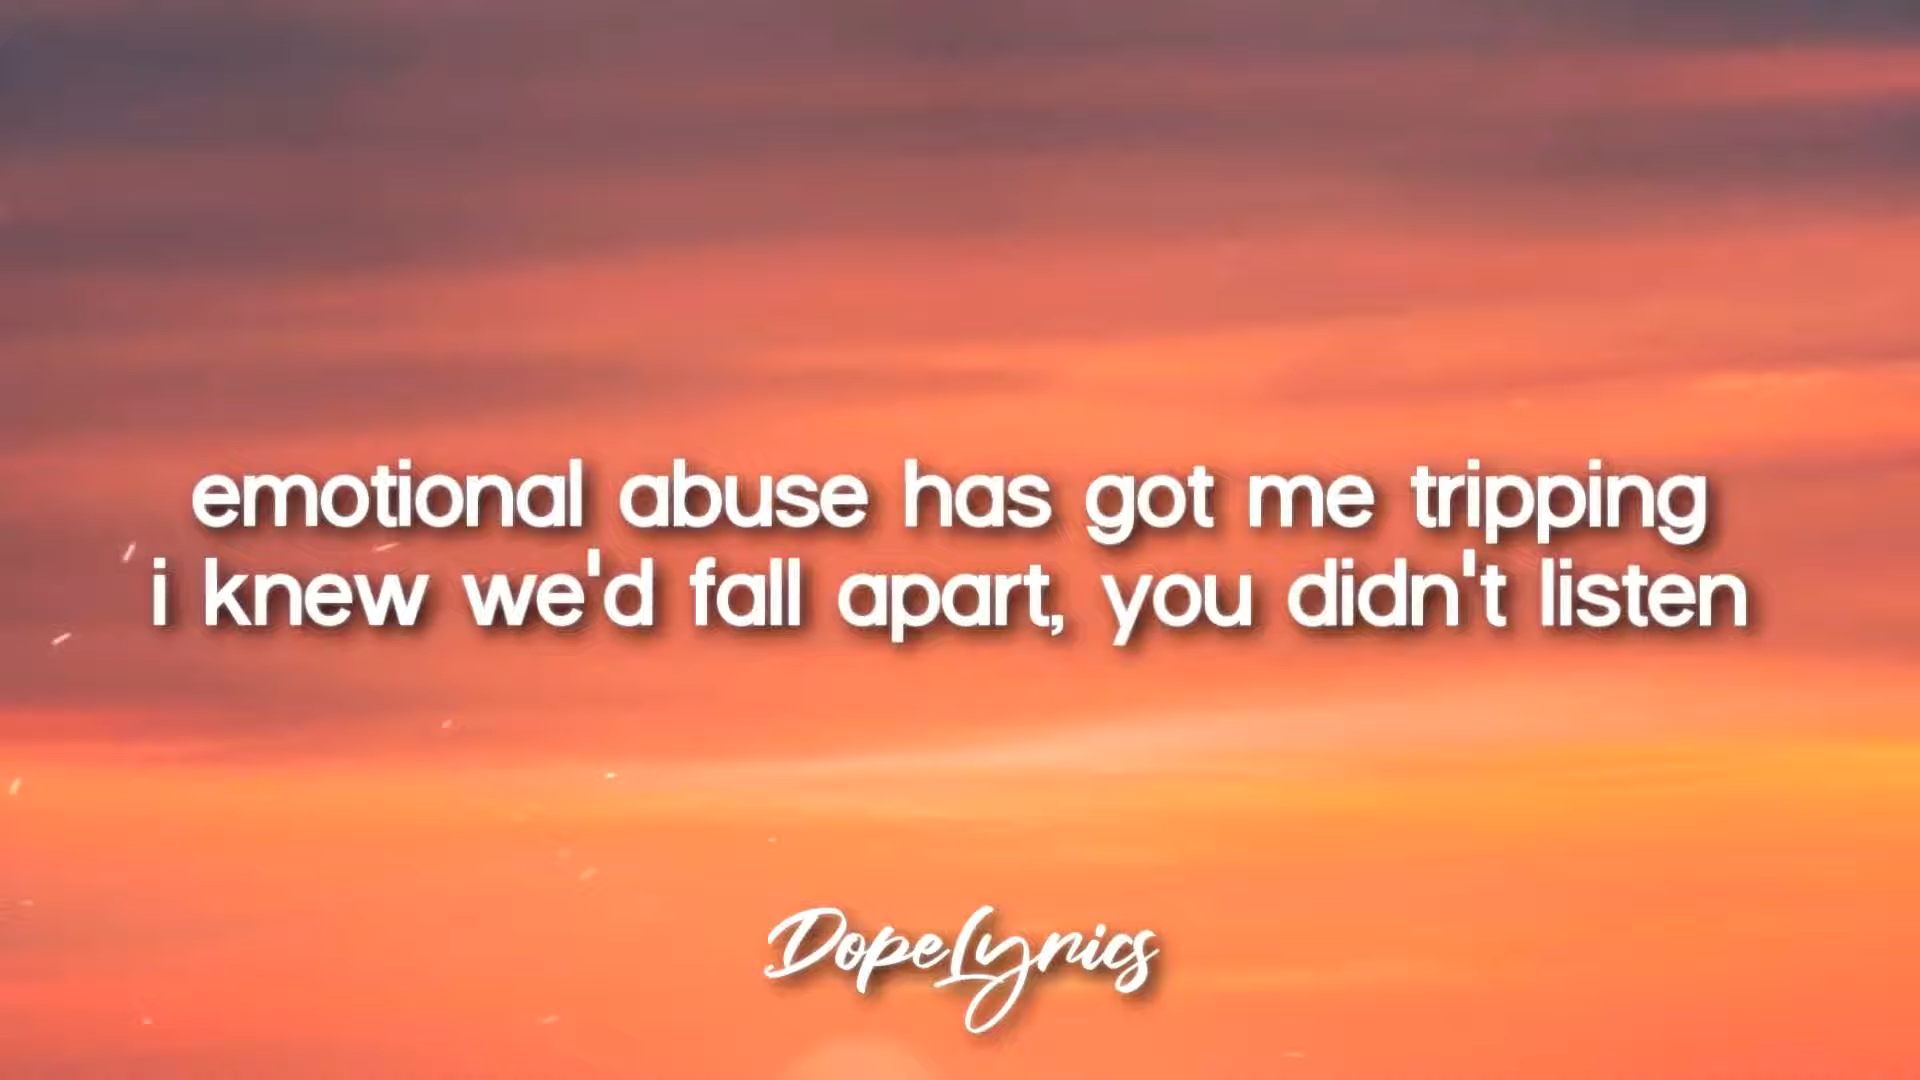 emotional abuse has got me tripping
i knew we'd fall apart, you didn't listen
DopeLyrics